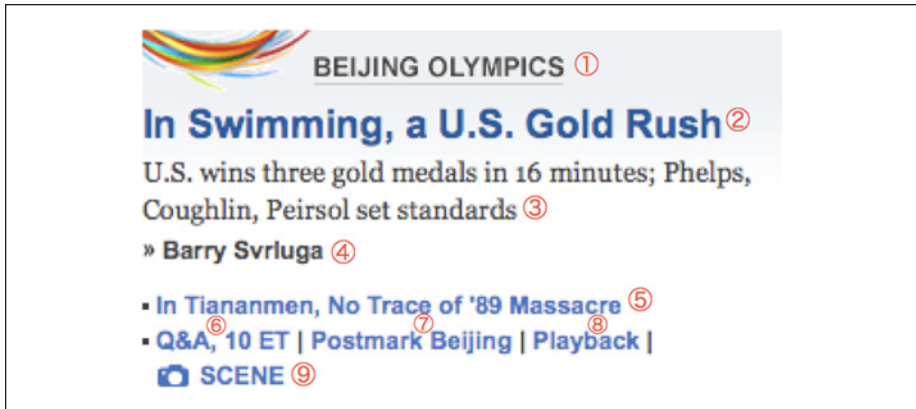 BEIJING OLYMPICS ①
In Swimming, a U.S. Gold Rush ②
U.S. wins three gold medals in 16 minutes; Phelps,
Coughlin, Peirsol set standards ③
» Barry Svrluga ④
▪ In Tiananmen, No Trace of '89 Massacre ⑤
⑥ ⑦ ⑧
▪ Q&A, 10 ET | Postmark Beijing | Playback |
SCENE ⑨